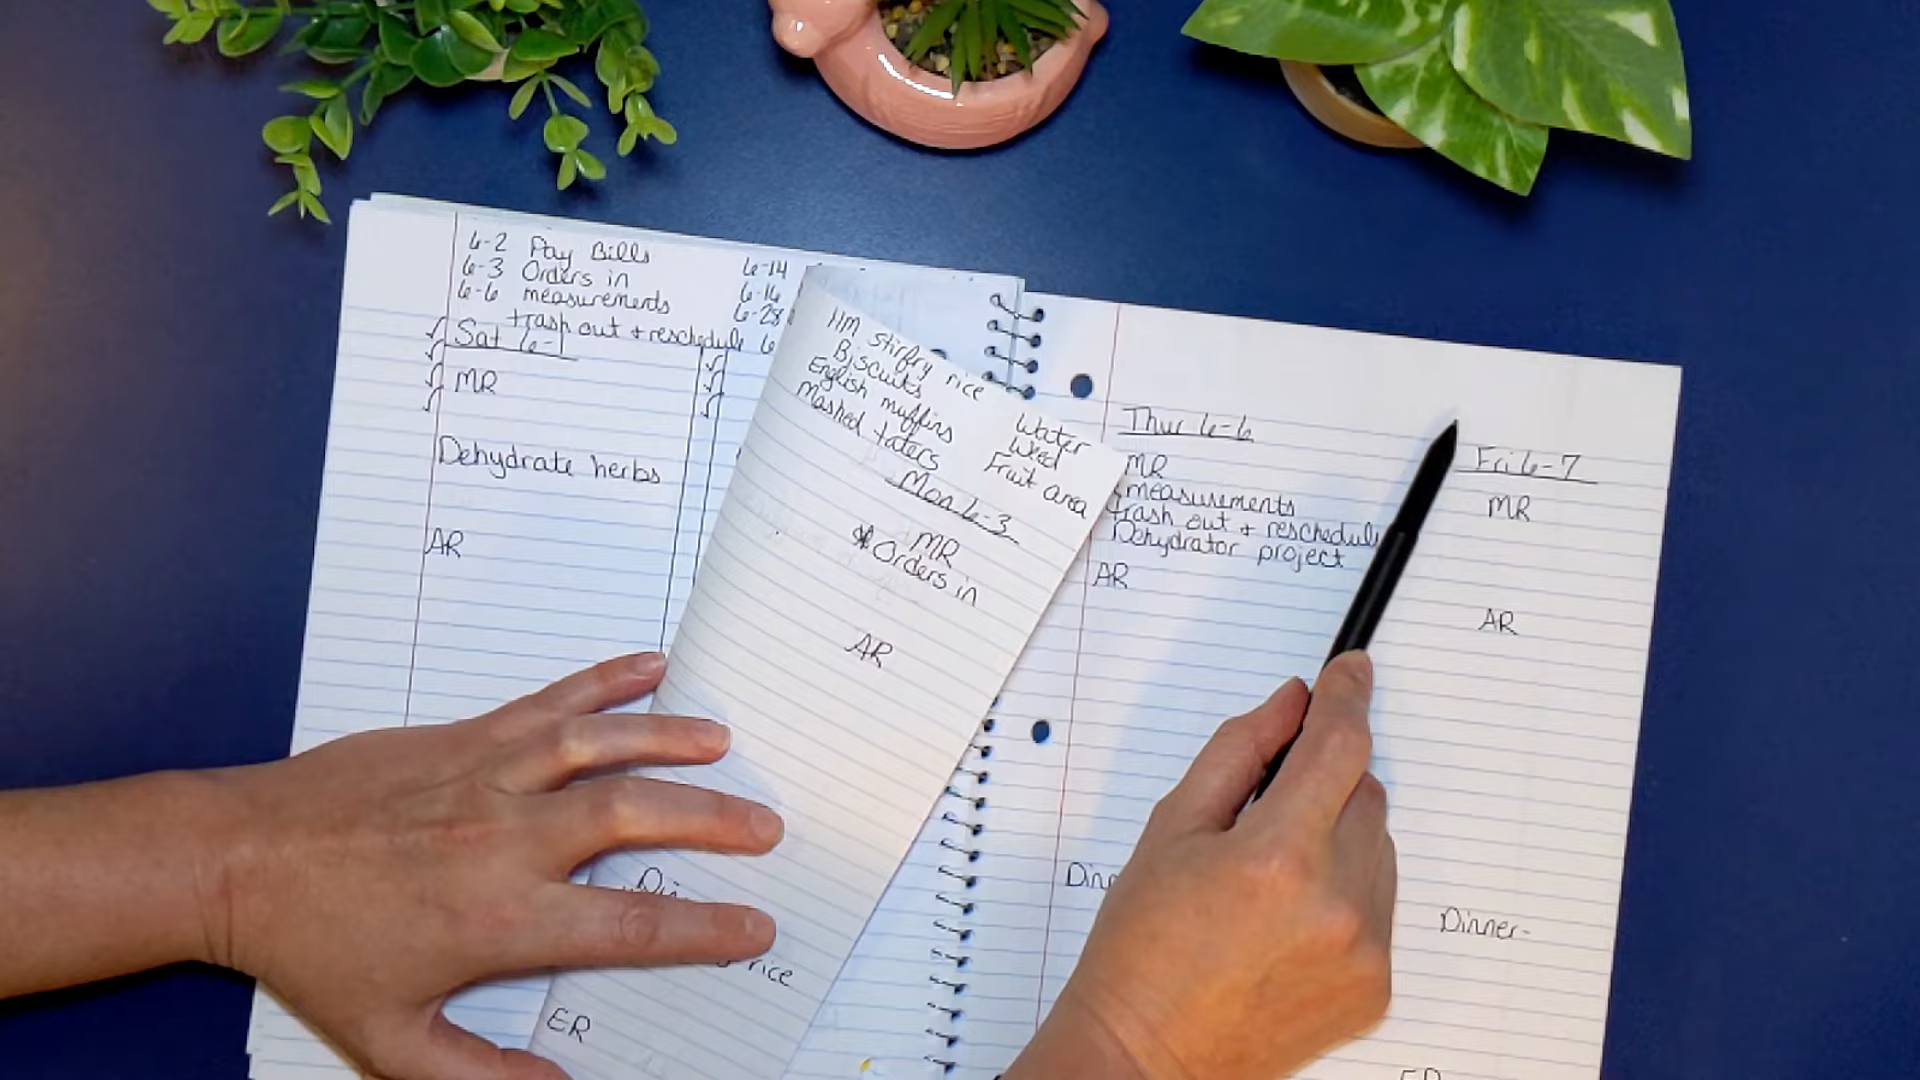 6-2 Pay Bills
6-3 Orders in
6-6 measurements
trash out + reschedule
6-14
6-16
6-28
6
Sat 6-1
MR
Dehydrate herbs
AR
HM stirfry rice
Biscuits
English muffins
Mashed taters
Water
Weed
Fruit area
Mon 6-3
MR
* Orders in
AR
rice
ER
Thur 6-6
MR
measurements
trash out + reschedule
Dehydrator project
AR
Fri 6-7
MR
AR
Dinner-